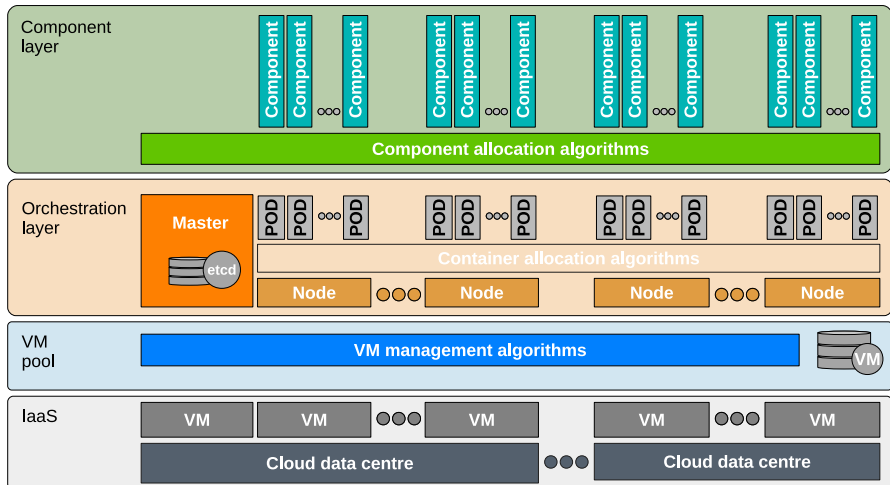 Component
layer
Component
Component
Component
Component
Component
Component
Component
Component
Component
Component
Component
Component
Component allocation algorithms
Orchestration
layer
Master
etcd
POD
POD
POD
POD
POD
POD
POD
POD
POD
POD
POD
POD
Container allocation algorithms
Node
Node
Node
Node
VM
pool
VM management algorithms
VM
IaaS
VM
VM
VM
VM
VM
Cloud data centre
Cloud data centre